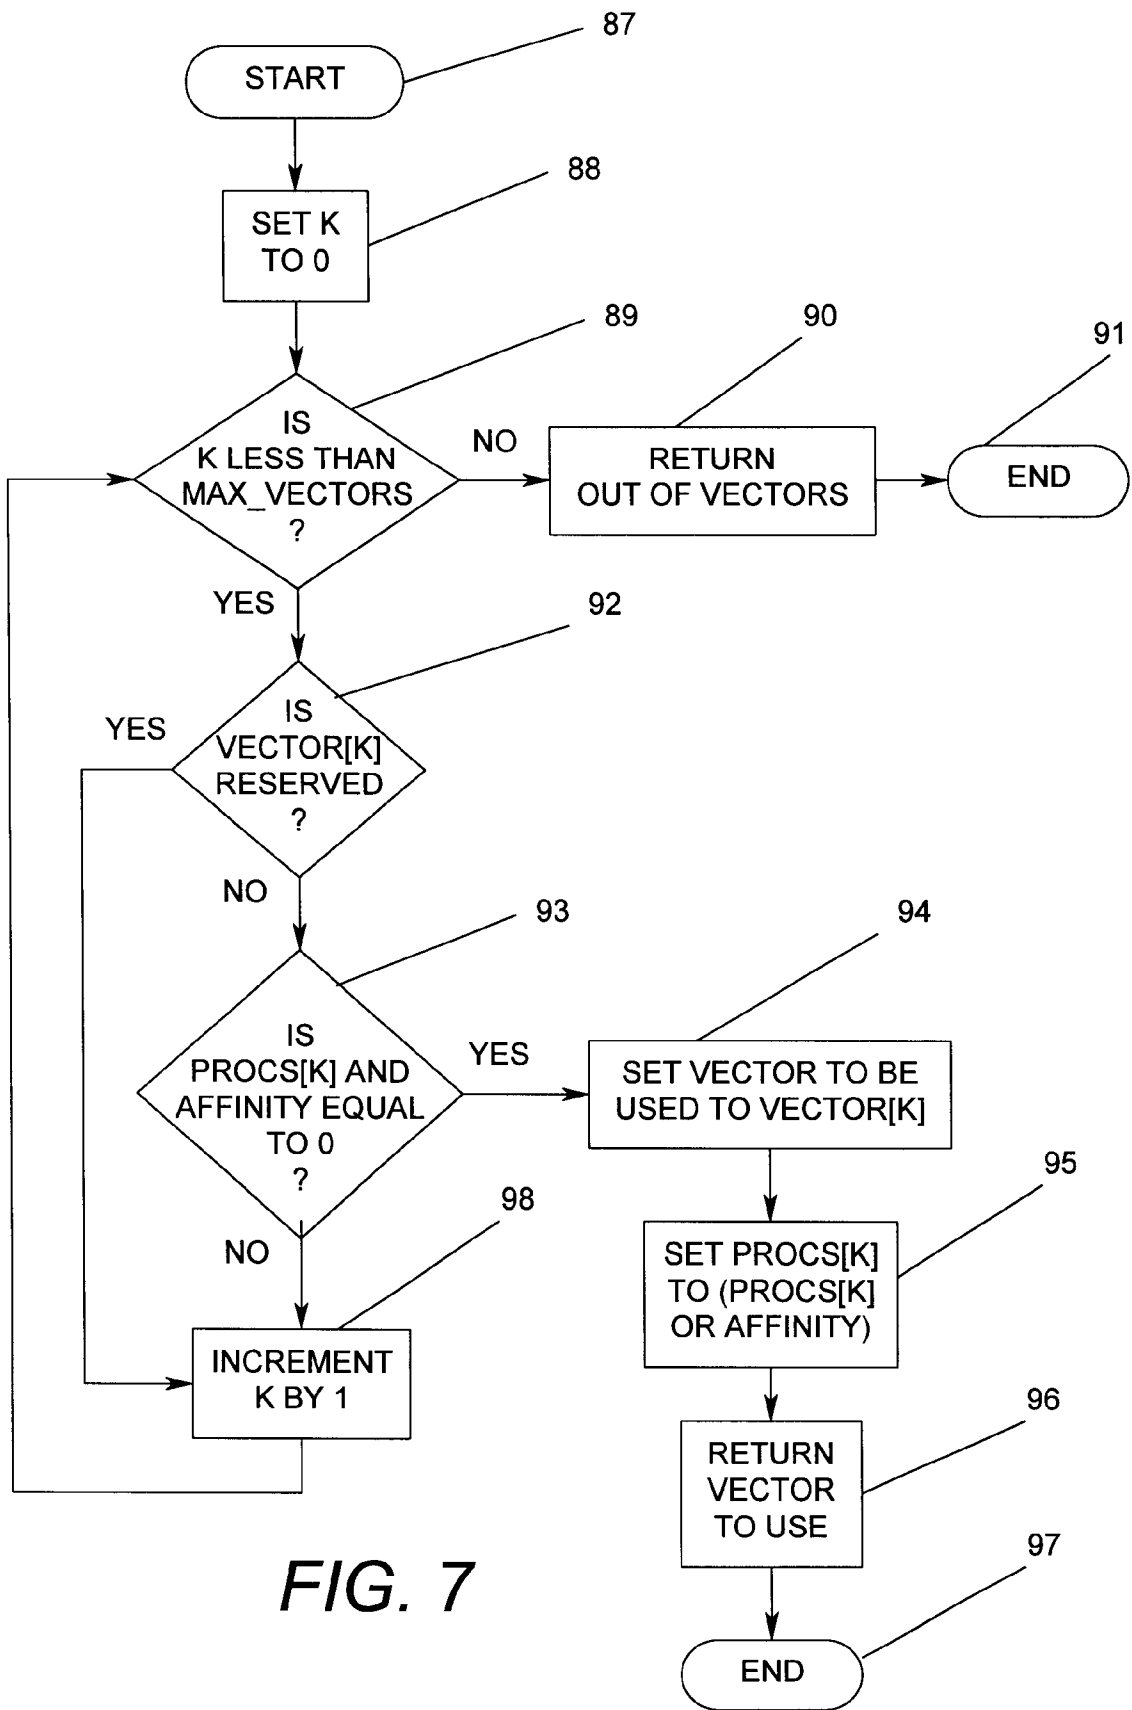 87
START
88
SET K
TO 0
89
IS
K LESS THAN
MAX_VECTORS
?
NO
90
RETURN
OUT OF VECTORS
91
END
YES
92
IS
VECTOR[K]
RESERVED
?
YES
NO
93
IS
PROCS[K] AND
AFFINITY EQUAL
TO 0
?
YES
94
SET VECTOR TO BE
USED TO VECTOR[K]
95
SET PROCS[K]
TO (PROCS[K]
OR AFFINITY)
NO
98
INCREMENT
K BY 1
96
RETURN
VECTOR
TO USE
97
END
FIG. 7